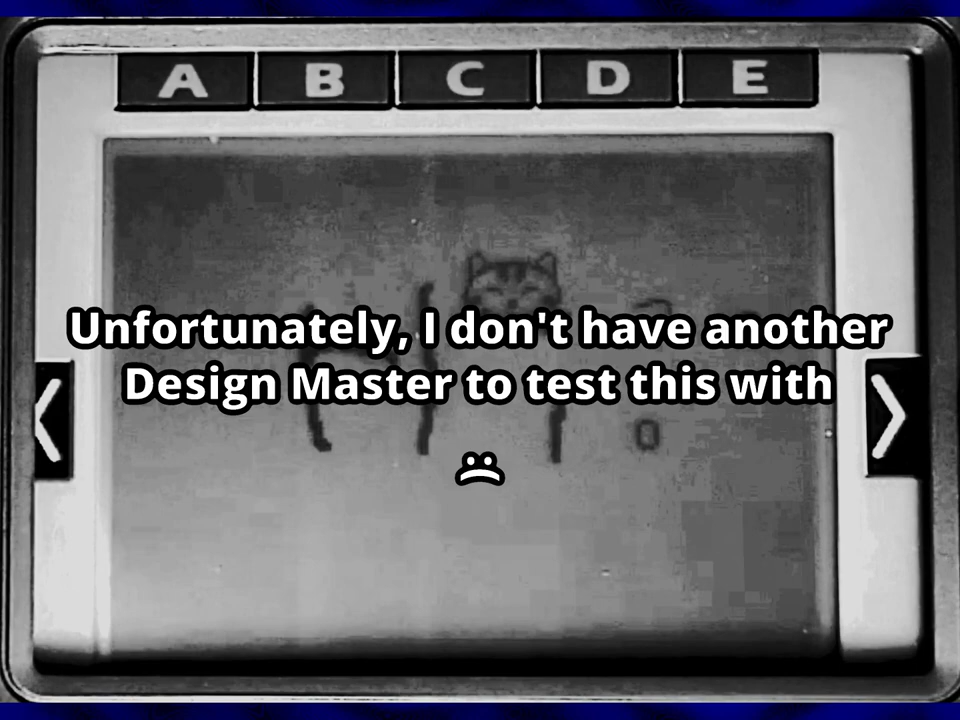 A B C D E
Unfortunately, I don't have another
Design Master to test this with
:(